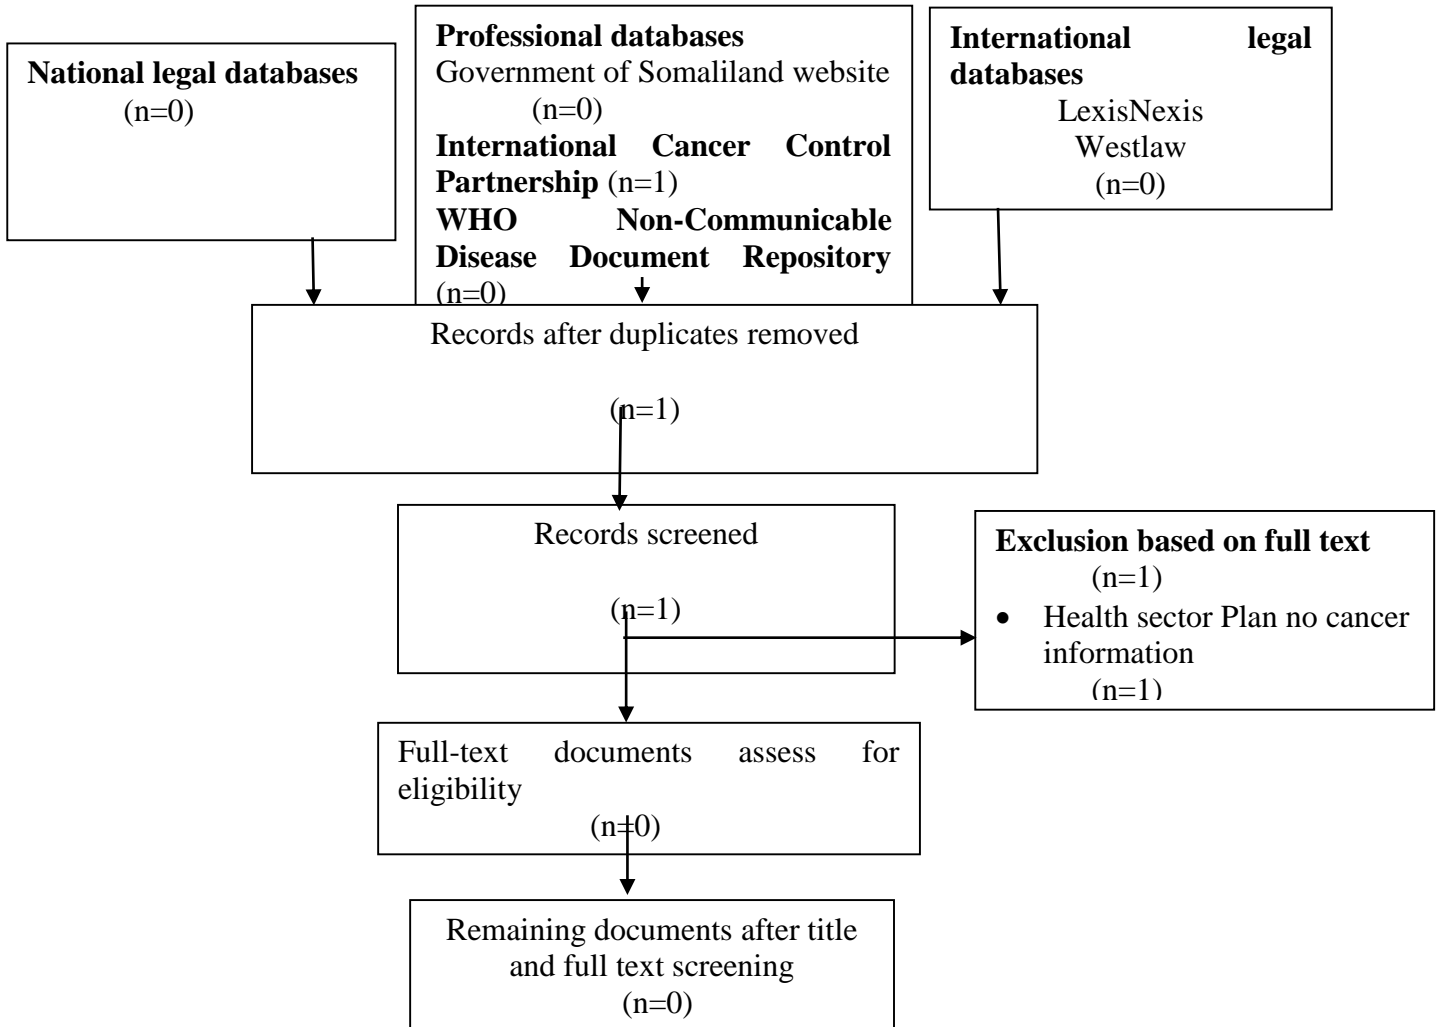 National legal databases
(n=0)
Professional databases
Government of Somaliland website
(n=0)
International Cancer Control
Partnership (n=1)
WHO Non-Communicable
Disease Document Repository
(n=0)
International legal
databases
LexisNexis
Westlaw
(n=0)
Records after duplicates removed
(n=1)
Records screened
(n=1)
Exclusion based on full text
(n=1)
• Health sector Plan no cancer
information
(n=1)
Full-text documents assess for
eligibility
(n=0)
Remaining documents after title
and full text screening
(n=0)